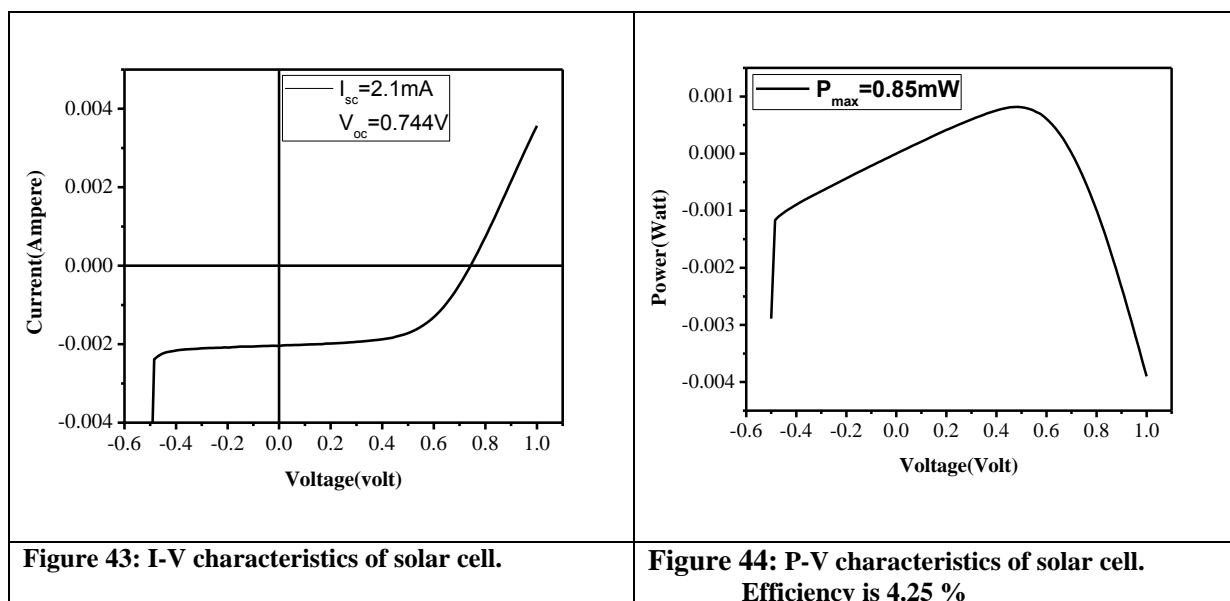 I_sc=2.1mA
V_oc=0.744V
0.004
0.002
0.000
-0.002
-0.004
Current(Ampere)
-0.6 -0.4 -0.2 0.0 0.2 0.4 0.6 0.8 1.0
Voltage(volt)
Figure 43: I-V characteristics of solar cell.
P_max=0.85mW
0.001
0.000
-0.001
-0.002
-0.003
-0.004
Power(Watt)
-0.6 -0.4 -0.2 0.0 0.2 0.4 0.6 0.8 1.0
Voltage(Volt)
Figure 44: P-V characteristics of solar cell.
Efficiency is 4.25 %